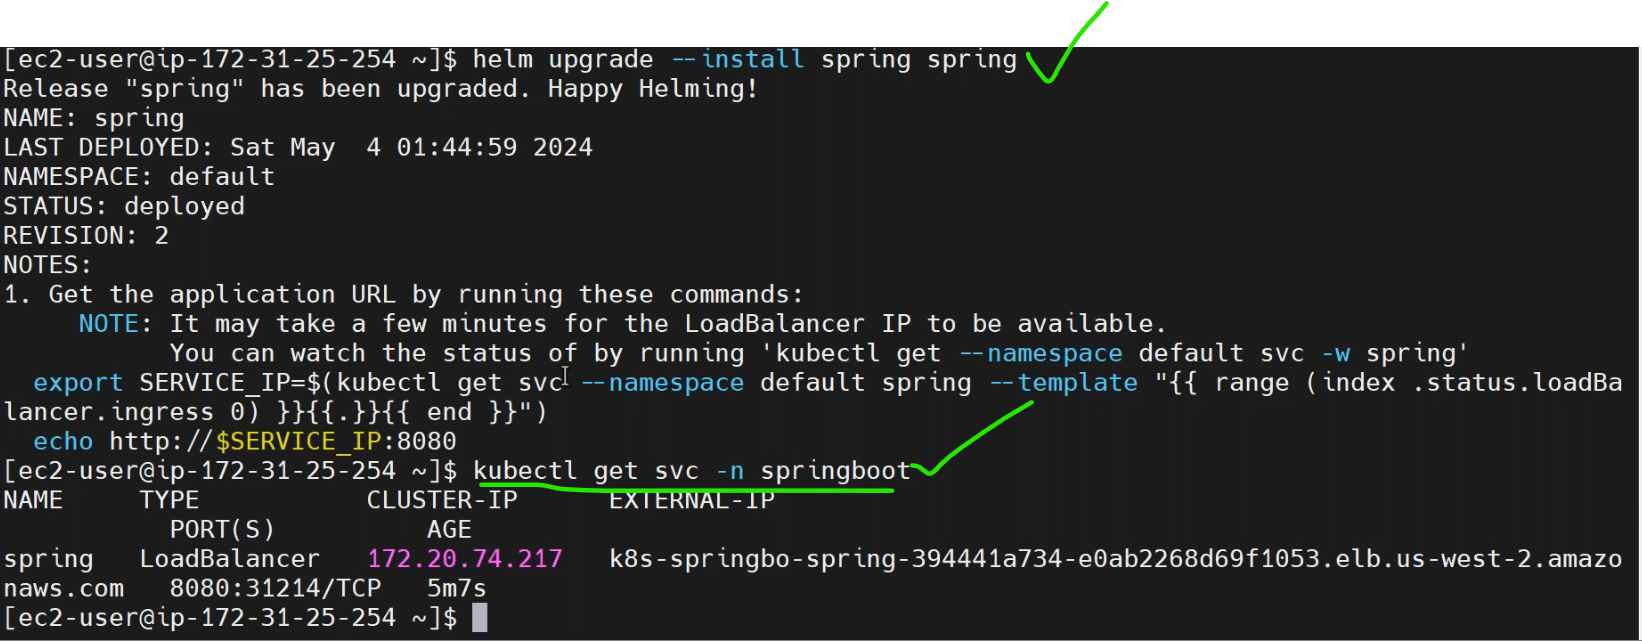 [ec2-user@ip-172-31-25-254 ~]$ helm upgrade --install spring spring
Release "spring" has been upgraded. Happy Helming!
NAME: spring
LAST DEPLOYED: Sat May  4 01:44:59 2024
NAMESPACE: default
STATUS: deployed
REVISION: 2
NOTES:
1. Get the application URL by running these commands:
     NOTE: It may take a few minutes for the LoadBalancer IP to be available.
           You can watch the status of by running 'kubectl get --namespace default svc -w spring'
  export SERVICE_IP=$(kubectl get svc --namespace default spring --template "{{ range (index .status.loadBa
lancer.ingress 0) }}{{.}}{{ end }}")
  echo http://$SERVICE_IP:8080
[ec2-user@ip-172-31-25-254 ~]$ kubectl get svc -n springboot
NAME     TYPE           CLUSTER-IP      EXTERNAL-IP
           PORT(S)          AGE
spring   LoadBalancer   172.20.74.217   k8s-springbo-spring-394441a734-e0ab2268d69f1053.elb.us-west-2.amazo
naws.com   8080:31214/TCP   5m7s
[ec2-user@ip-172-31-25-254 ~]$